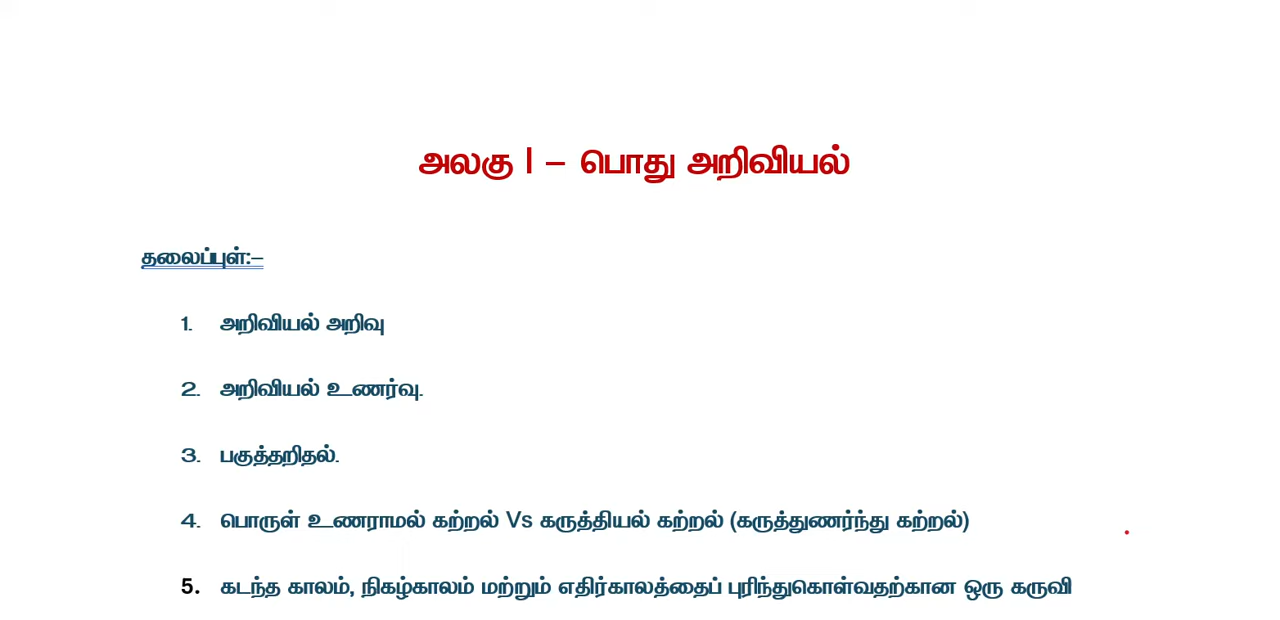 அலகு I – பொது அறிவியல்
தலைப்புள்:–
1. அறிவியல் அறிவு
2. அறிவியல் உணர்வு.
3. பகுத்தறிதல்.
4. பொருள் உணராமல் கற்றல் Vs கருத்தியல் கற்றல் (கருத்துணர்ந்து கற்றல்)
5. கடந்த காலம், நிகழ்காலம் மற்றும் எதிர்காலத்தைப் புரிந்துகொள்வதற்கான ஒரு கருவி